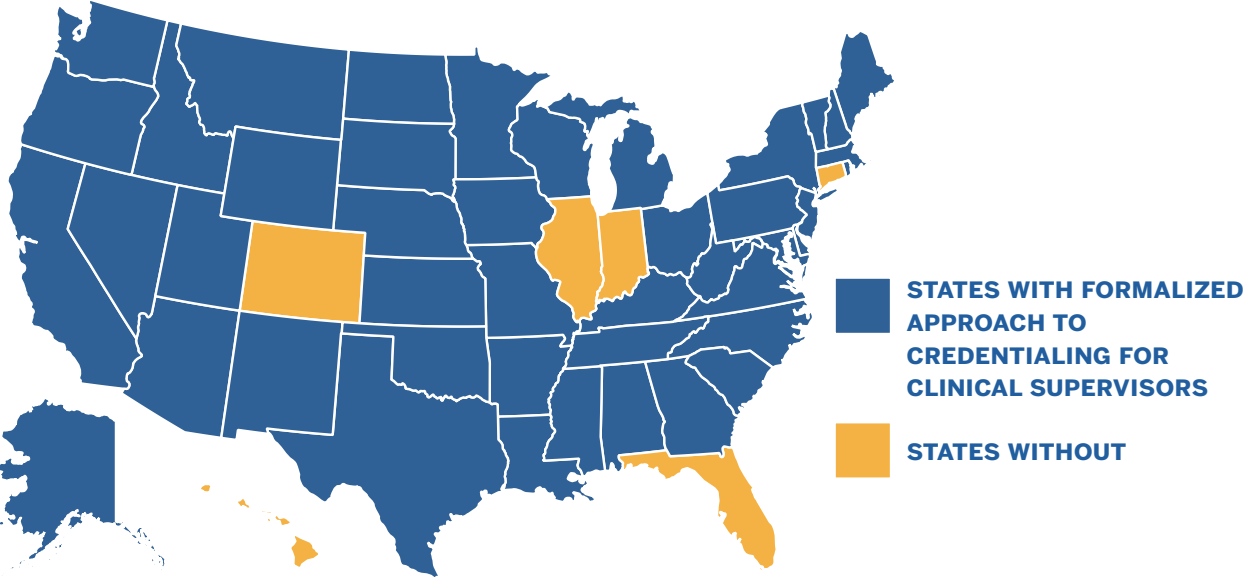 STATES WITH FORMALIZED
APPROACH TO
CREDENTIALING FOR
CLINICAL SUPERVISORS
STATES WITHOUT